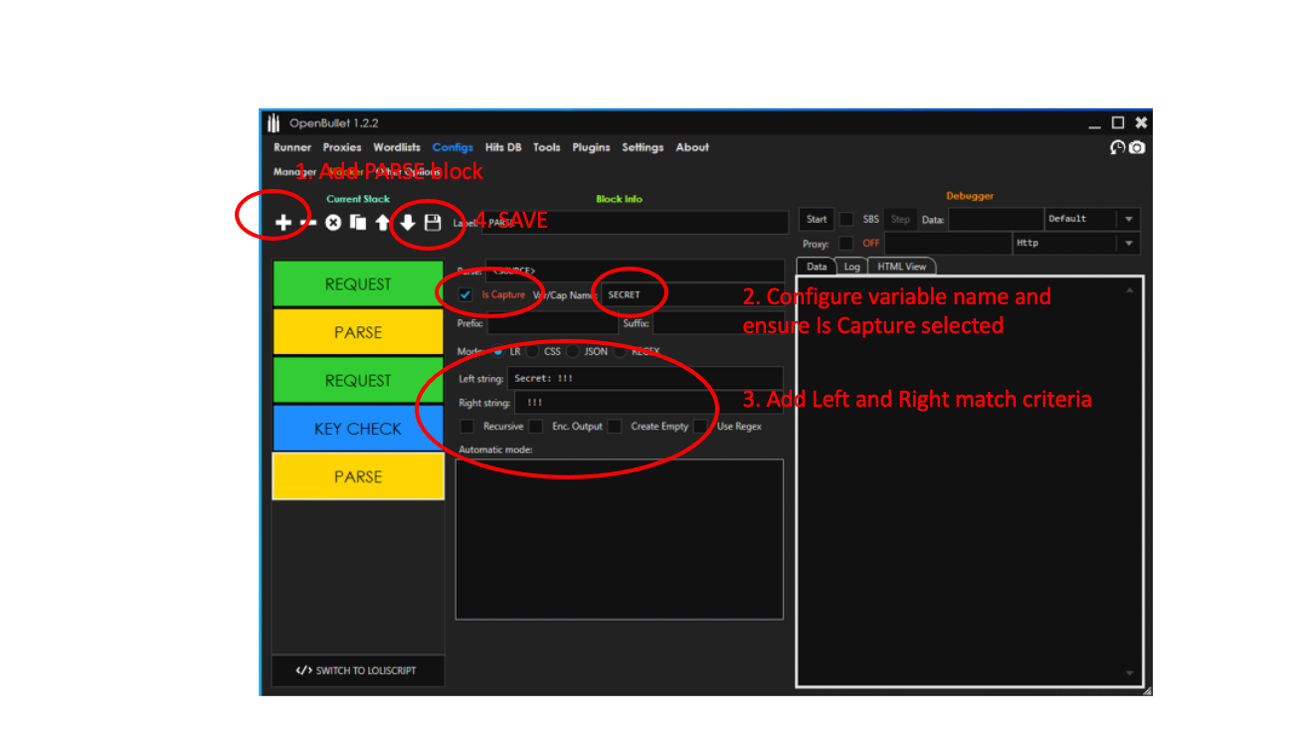 OpenBullet 1.2.2
Runner Proxies Wordlists Configs Hits DB Tools Plugins Settings About
Manager Stacker Other Options
1. Add PARSE block
Current Stack
Block Info
Debugger
4. SAVE
Label: PARSE
Start SBS Step Data: Default
Proxy: OFF Http
Data Log HTML View
REQUEST
PARSE
REQUEST
KEY CHECK
PARSE
Parse: <SOURCE>
Is Capture Var/Cap Name: SECRET
Prefix: Suffix:
Mode: LR CSS JSON REGEX
Left string: Secret: !!!
Right string: !!!
Recursive Enc. Output Create Empty Use Regex
Automatic mode:
2. Configure variable name and
ensure Is Capture selected
3. Add Left and Right match criteria
</> SWITCH TO LOLISCRIPT